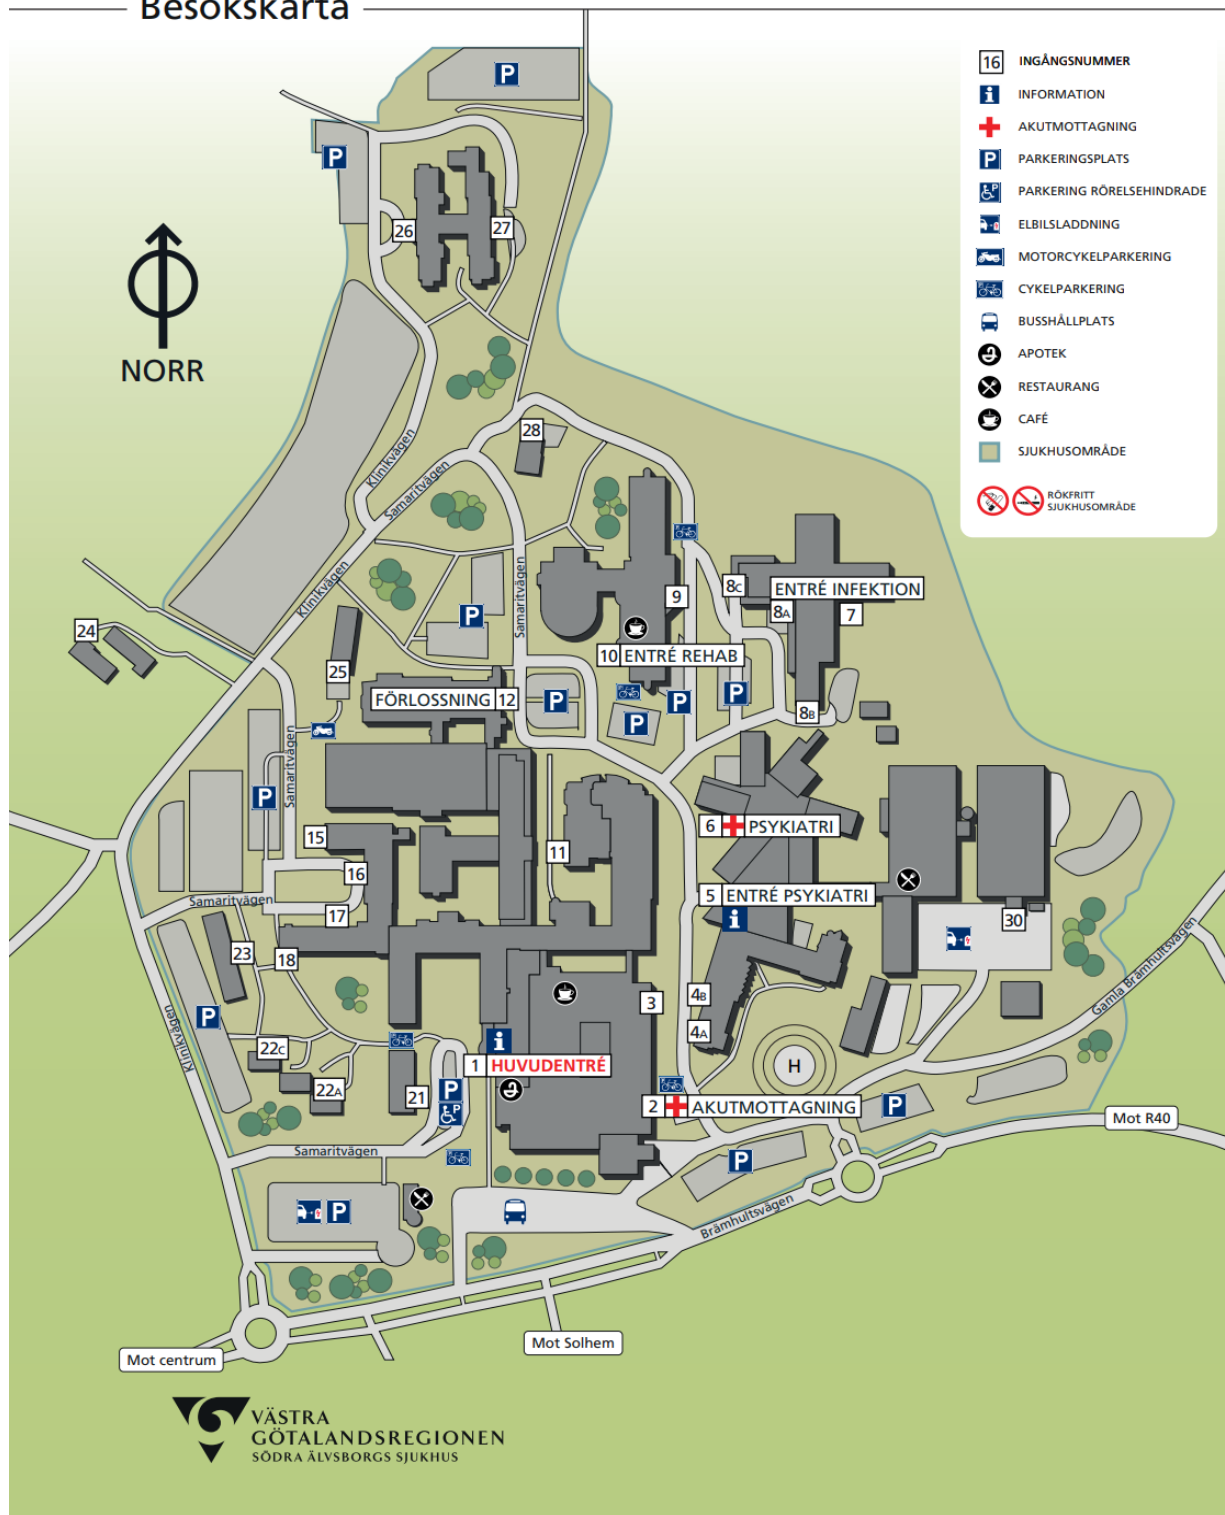 Besökskarta
16 INGÅNGSNUMMER
INFORMATION
AKUTMOTTAGNING
P PARKERINGSPLATS
P PARKERING RÖRELSEHINDRADE
ELBILSLADDNING
MOTORCYKELPARKERING
CYKELPARKERING
BUSSHÅLLPLATS
APOTEK
RESTAURANG
CAFÉ
SJUKHUSOMRÅDE
RÖKFRITT
SJUKHUSOMRÅDE
NORR
P
P
26
27
28
Klinikvägen
Samaritvägen
Klinikvägen
Samaritvägen
24
25
P
9
8C
ENTRÉ INFEKTION
8A
7
10 ENTRÉ REHAB
FÖRLOSSNING 12
P
P
P
P
8B
Samaritvägen
P
15
16
11
6 PSYKIATRI
17
Samaritvägen
5 ENTRÉ PSYKIATRI
i
30
23
18
Gamla Brämhultsvägen
P
Klinikvägen
3
4B
4A
i
22C
22A
21
1 HUVUDENTRÉ
H
P
P
2 AKUTMOTTAGNING
P
Mot R40
Samaritvägen
P
P
Brämhultsvägen
Mot Solhem
Mot centrum
VÄSTRA
GÖTALANDSREGIONEN
SÖDRA ÄLVSBORGS SJUKHUS